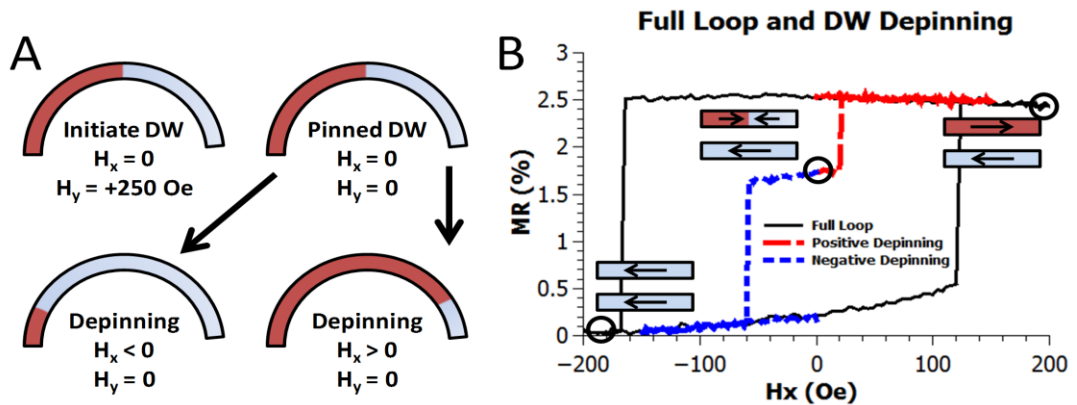 A
Initiate DW
Hx = 0
Hy = +250 Oe
Pinned DW
Hx = 0
Hy = 0
Depinning
Hx < 0
Hy = 0
Depinning
Hx > 0
Hy = 0
B
Full Loop and DW Depinning
MR (%)
3
2.5
2
1.5
1
0.5
0
Full Loop
Positive Depinning
Negative Depinning
−200
−100
0
100
200
Hx (Oe)